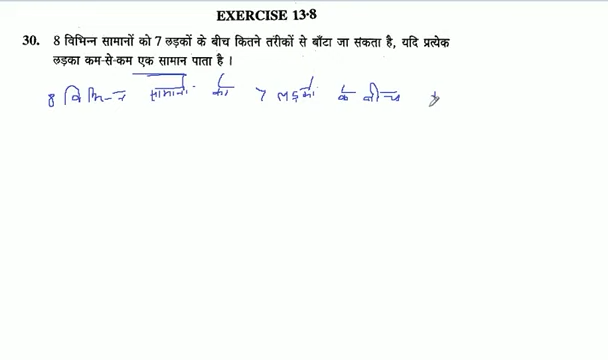 EXERCISE 13·8
30. 8 विभिन्न सामानों को 7 लड़कों के बीच कितने तरीकों से बाँटा जा सकता है, यदि प्रत्येक
लड़का कम-से-कम एक सामान पाता है ।
8 विभिन्न सामानों को 7 लड़कों के बीच